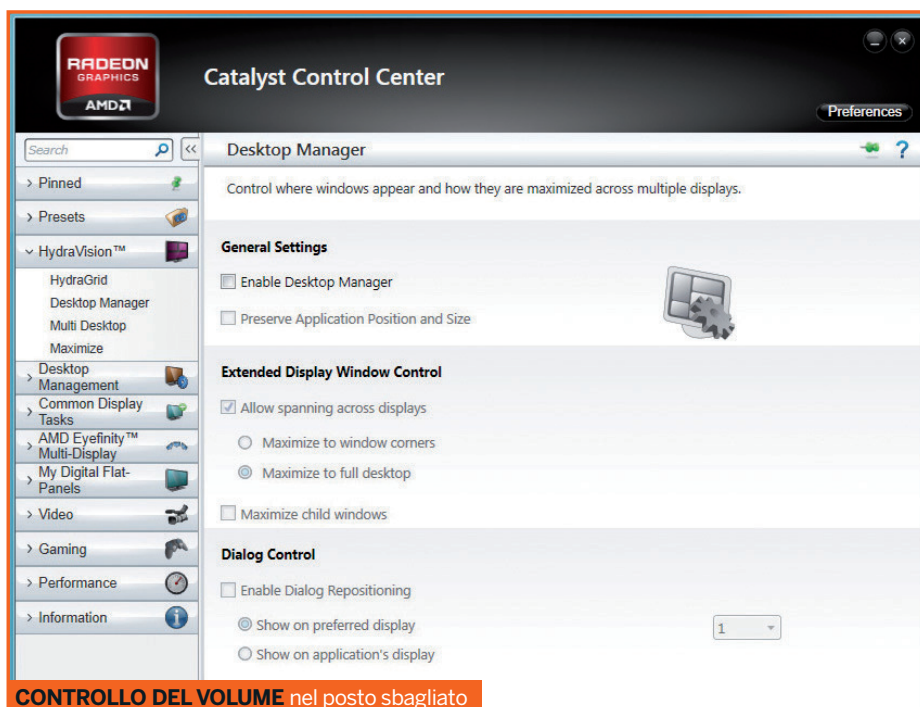 RADEON
GRAPHICS
AMD
Catalyst Control Center
Preferences
Search
<<
Desktop Manager
?
Pinned
Control where windows appear and how they are maximized across multiple displays.
Presets
HydraVision™
General Settings
HydraGrid
Enable Desktop Manager
Desktop Manager
Multi Desktop
Preserve Application Position and Size
Maximize
Desktop
Management
Extended Display Window Control
Common Display
Tasks
Allow spanning across displays
AMD Eyefinity™
Multi-Display
Maximize to window corners
My Digital Flat-
Panels
Maximize to full desktop
Video
Maximize child windows
Gaming
Dialog Control
Performance
Enable Dialog Repositioning
Information
Show on preferred display
1
Show on application's display
CONTROLLO DEL VOLUME nel posto sbagliato